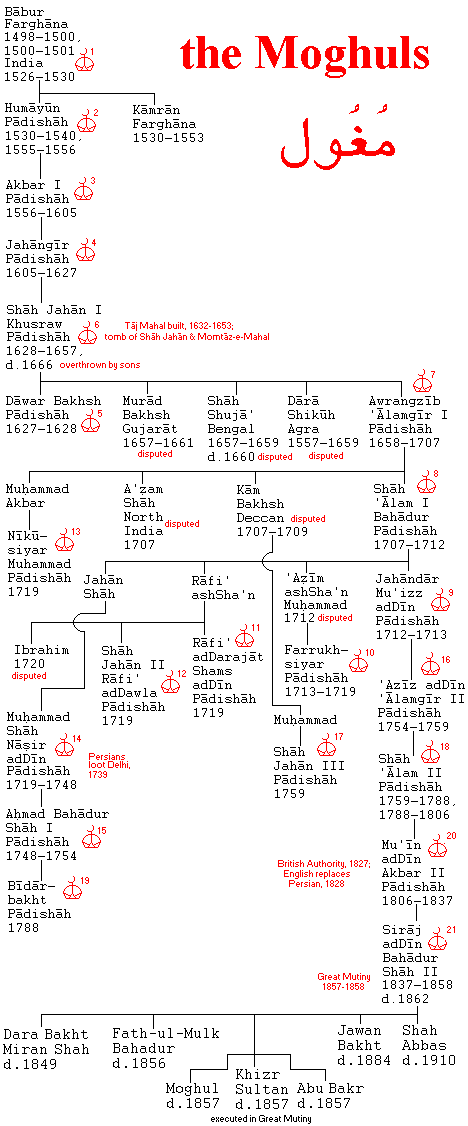 the Moghuls
مُغُول
Bābur
Farghāna
1498–1500,
1500–1501
India
1526–1530
1
Humāyūn
Pādishāh
1530–1540,
1555–1556
2
Kāmrān
Farghāna
1530–1553
Akbar I
Pādishāh
1556–1605
3
Jahāngīr
Pādishāh
1605–1627
4
Shāh Jahān I
Khusraw
Pādishāh
1628–1657,
d.1666
6
overthrown by sons
Tāj Mahal built, 1632-1653;
tomb of Shāh Jahān & Momtāz-e-Mahal
Dāwar Bakhsh
Pādishāh
1627–1628
5
Murād
Bakhsh
Gujarāt
1657–1661
disputed
Shāh
Shujā'
Bengal
1657–1659
d.1660
disputed
Dārā
Shikūh
Agra
1557–1659
disputed
7
Awrangzīb
'Ālamgīr I
Pādishāh
1658–1707
Muḥammad
Akbar
A'ẓam
Shāh
North
India
1707
disputed
Kām
Bakhsh
Deccan
1707–1709
disputed
Shāh
'Ālam I
Bahādur
Pādishāh
1707–1712
8
Nīkū-
siyar
Muḥammad
Pādishāh
1719
13
Jahān
Shāh
Rāfi'
ashSha'n
'Aẓīm
ashSha'n
Muḥammad
1712
disputed
Jahāndār
Mu'izz
adDīn
Pādishāh
1712–1713
9
Ibrahim
1720
disputed
Shāh
Jahān II
Rāfi'
adDawla
Pādishāh
1719
12
Rāfi'
adDarajāt
Shams
adDīn
Pādishāh
1719
11
Farrukh-
siyar
Pādishāh
1713–1719
10
16
'Azīz adDīn
'Ālamgīr II
Pādishāh
1754–1759
Muḥammad
Shāh
Nāṣir
adDīn
Pādishāh
1719–1748
14
Persians
loot Delhi,
1739
Muḥammad
Shāh
Jahān III
Pādishāh
1759
17
Shāh
'Ālam II
Pādishāh
1759–1788,
1788–1806
18
Ahmad Bahādur
Shāh I
Pādishāh
1748–1754
15
Bīdār-
bakht
Pādishāh
1788
19
Mu'īn
adDīn
Akbar II
Pādishāh
1806–1837
20
British Authority, 1827;
English replaces
Persian, 1828
Sirāj
adDīn
Bahādur
Shāh II
1837–1858
d.1862
21
Great Mutiny
1857-1858
Dara Bakht
Miran Shah
d.1849
Fath-ul-Mulk
Bahadur
d.1856
Moghul
d.1857
Khizr
Sultan
d.1857
Abu Bakr
d.1857
executed in Great Mutiny
Jawan
Bakht
d.1884
Shah
Abbas
d.1910